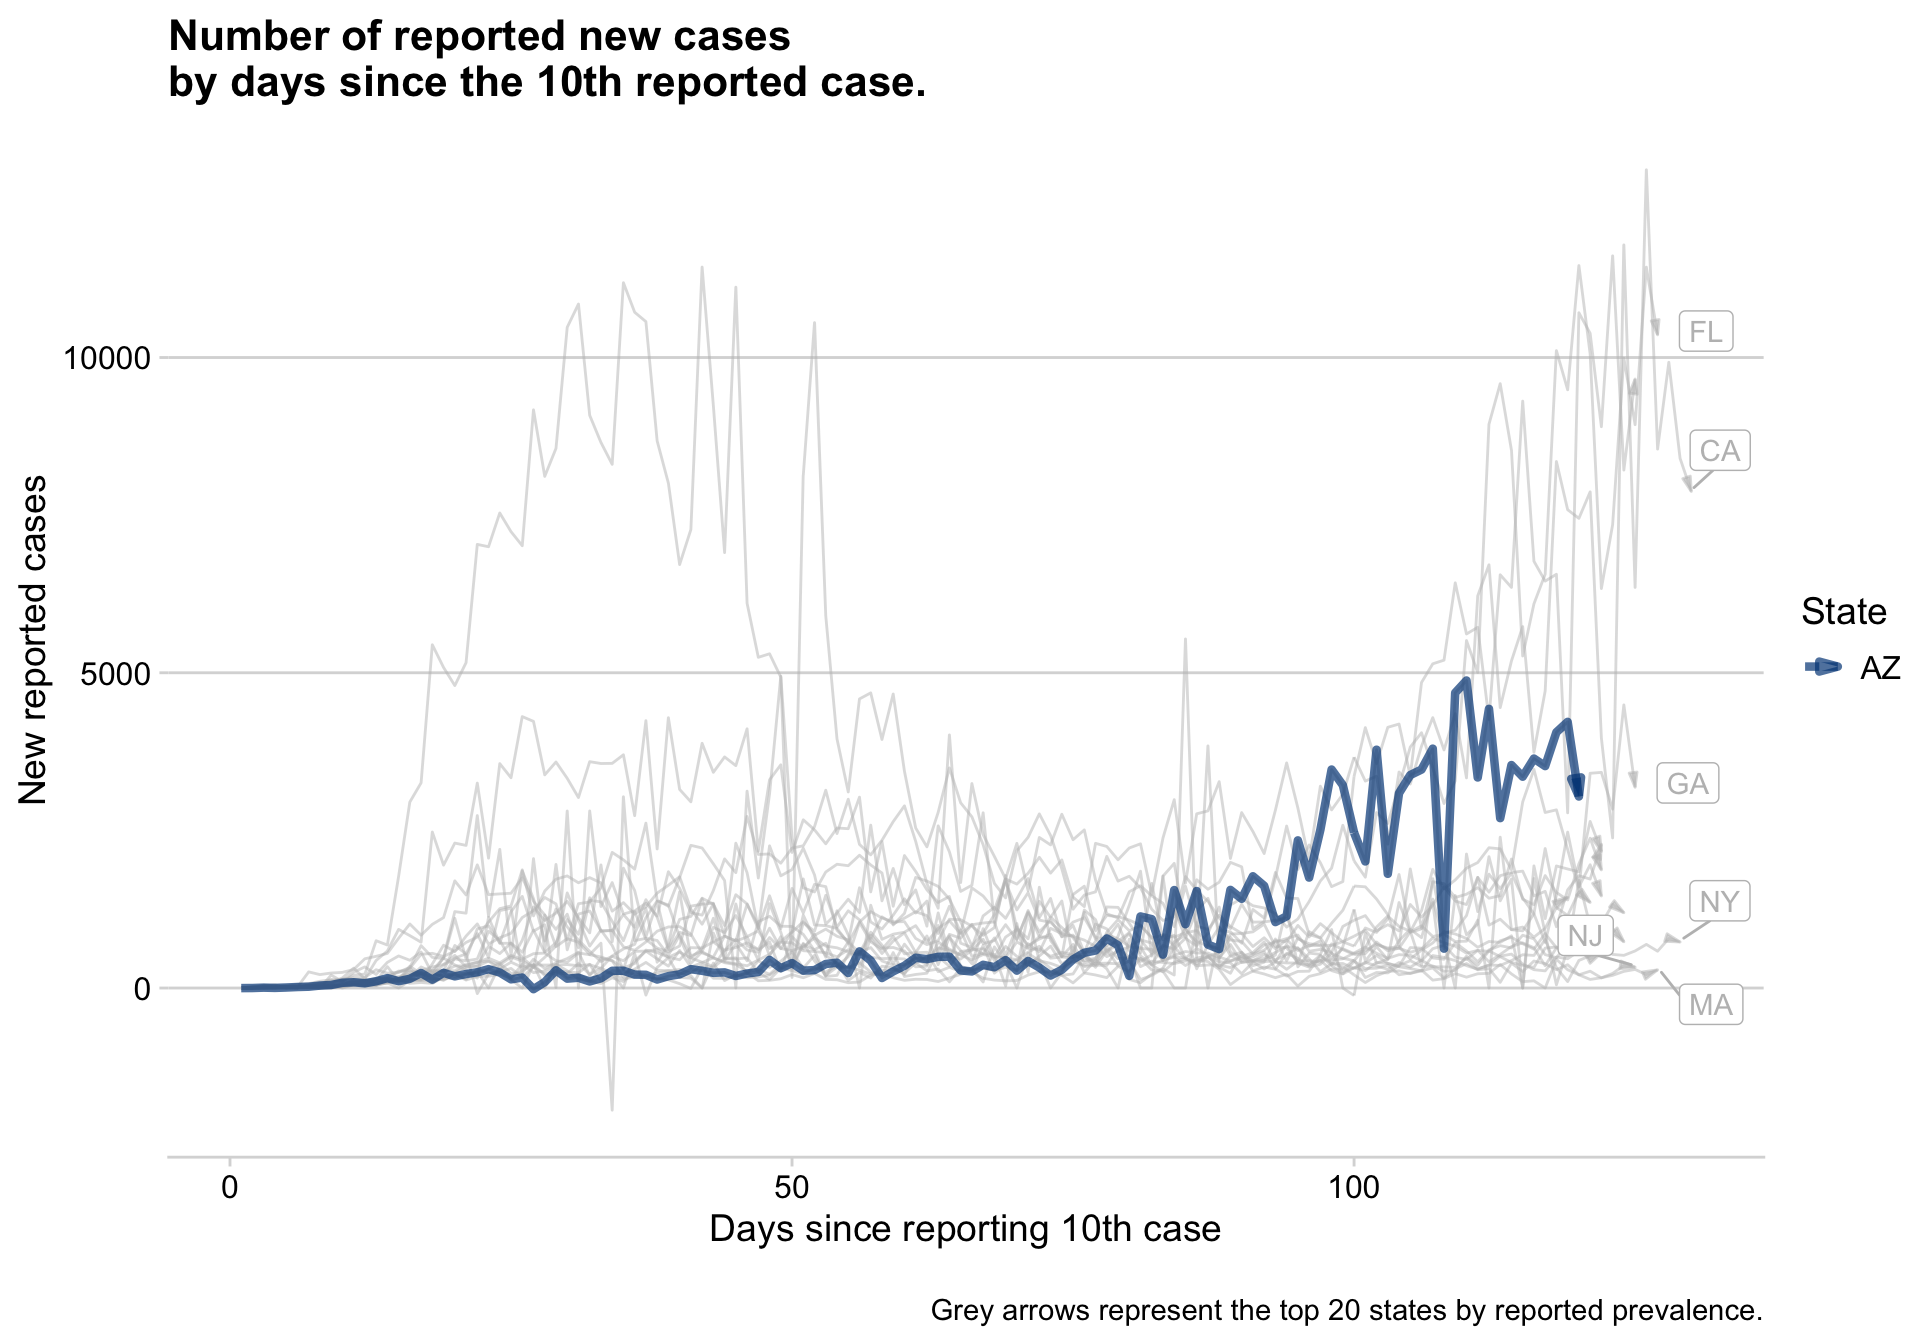 Number of reported new cases
by days since the 10th reported case.
New reported cases
10000
5000
0
0
50
100
Days since reporting 10th case
FL
CA
GA
NY
NJ
MA
State
AZ
Grey arrows represent the top 20 states by reported prevalence.